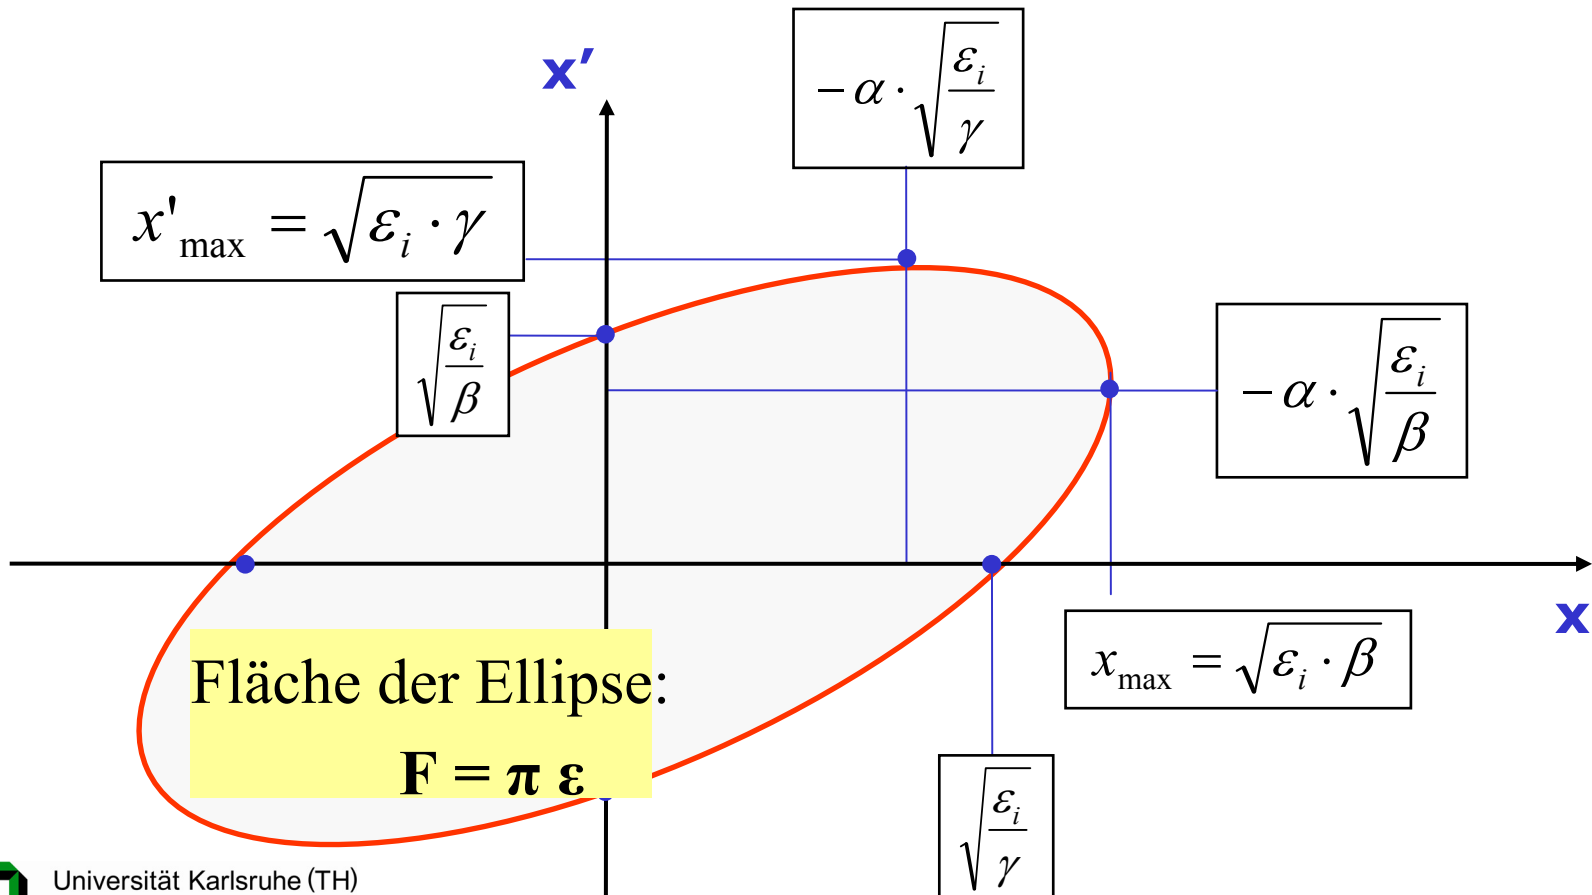 x′
−α · √(ε_i/γ)
x'_max = √(ε_i · γ)
√(ε_i/β)
−α · √(ε_i/β)
x
x_max = √(ε_i · β)
Fläche der Ellipse:
F = π ε
√(ε_i/γ)
Universität Karlsruhe (TH)